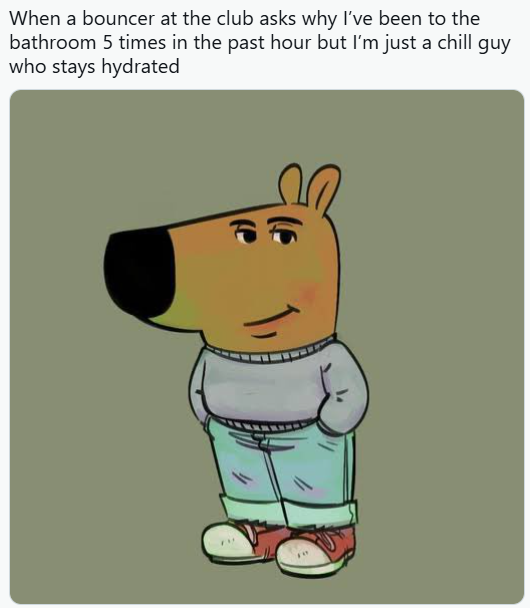 When a bouncer at the club asks why I’ve been to the
bathroom 5 times in the past hour but I’m just a chill guy
who stays hydrated